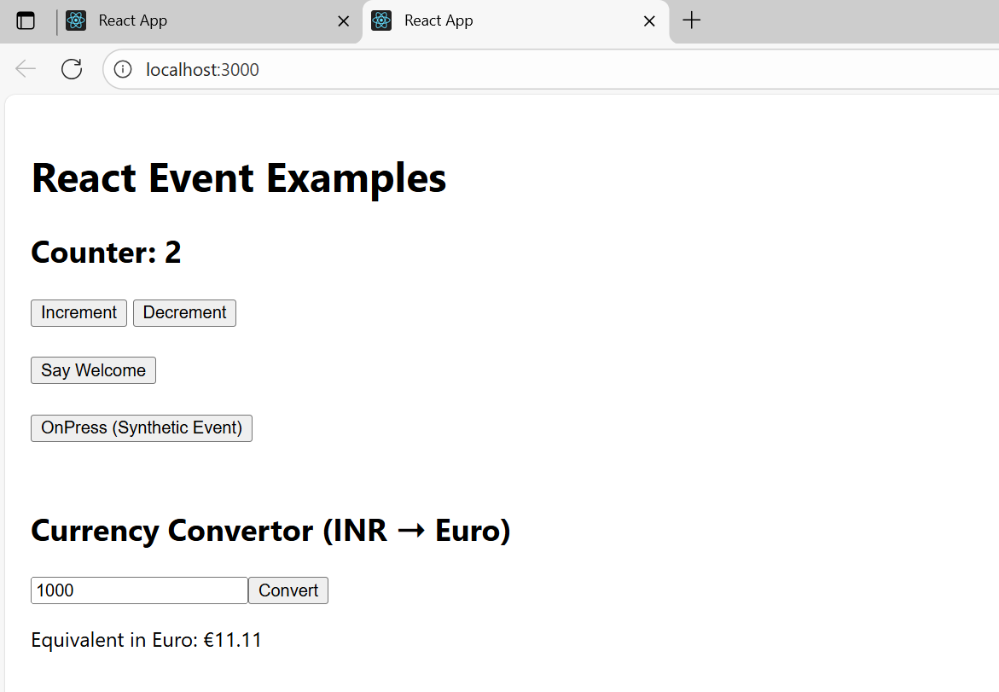 React App
React App
localhost:3000
React Event Examples
Counter: 2
Increment Decrement
Say Welcome
OnPress (Synthetic Event)
Currency Convertor (INR → Euro)
1000 Convert
Equivalent in Euro: €11.11